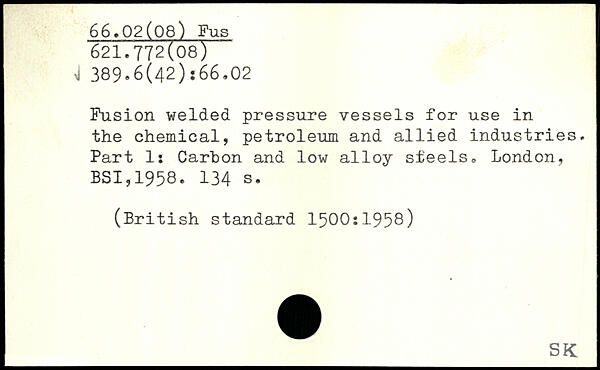 66.02(08) Fus
621.772(08)
√ 389.6(42):66.02
Fusion welded pressure vessels for use in
the chemical, petroleum and allied industries.
Part 1: Carbon and low alloy steels. London,
BSI,1958. 134 s.
(British standard 1500:1958)
SK